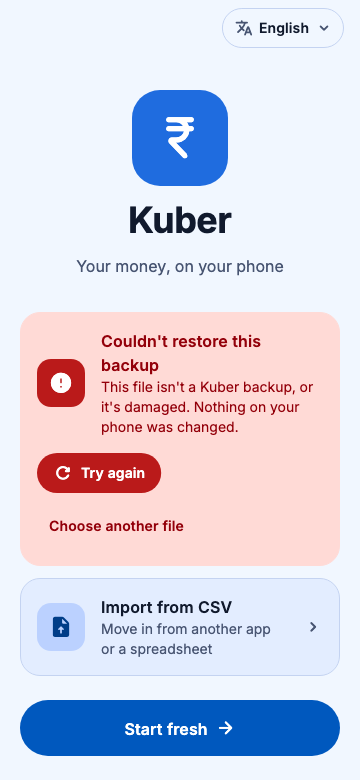 English
₹
Kuber
Your money, on your phone
Couldn't restore this
backup
This file isn't a Kuber backup, or
it's damaged. Nothing on your
phone was changed.
Try again
Choose another file
Import from CSV
Move in from another app
or a spreadsheet
Start fresh